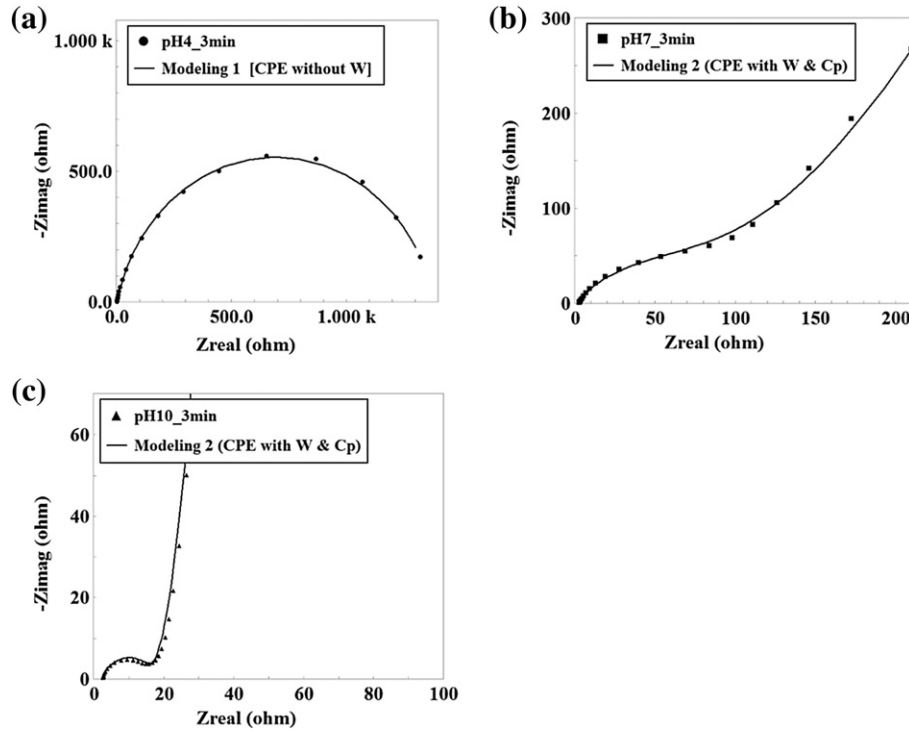 (a)
1.000 k
500.0
0.0
-Zimag (ohm)
pH4_3min
Modeling 1 [CPE without W]
0.0 500.0 1.000 k
Zreal (ohm)
(b)
300
200
100
0
-Zimag (ohm)
pH7_3min
Modeling 2 (CPE with W & Cp)
0 50 100 150 200
Zreal (ohm)
(c)
60
40
20
0
-Zimag (ohm)
pH10_3min
Modeling 2 (CPE with W & Cp)
0 20 40 60 80 100
Zreal (ohm)